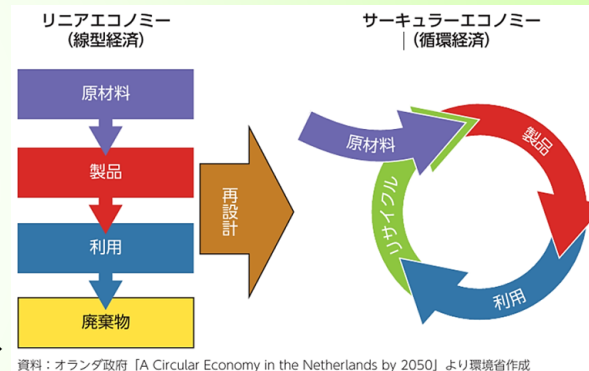 リニアエコノミー
（線型経済）
原材料
製品
利用
廃棄物
再設計
サーキュラーエコノミー
（循環経済）
原材料
製品
利用
リサイクル
資料：オランダ政府「A Circular Economy in the Netherlands by 2050」より環境省作成